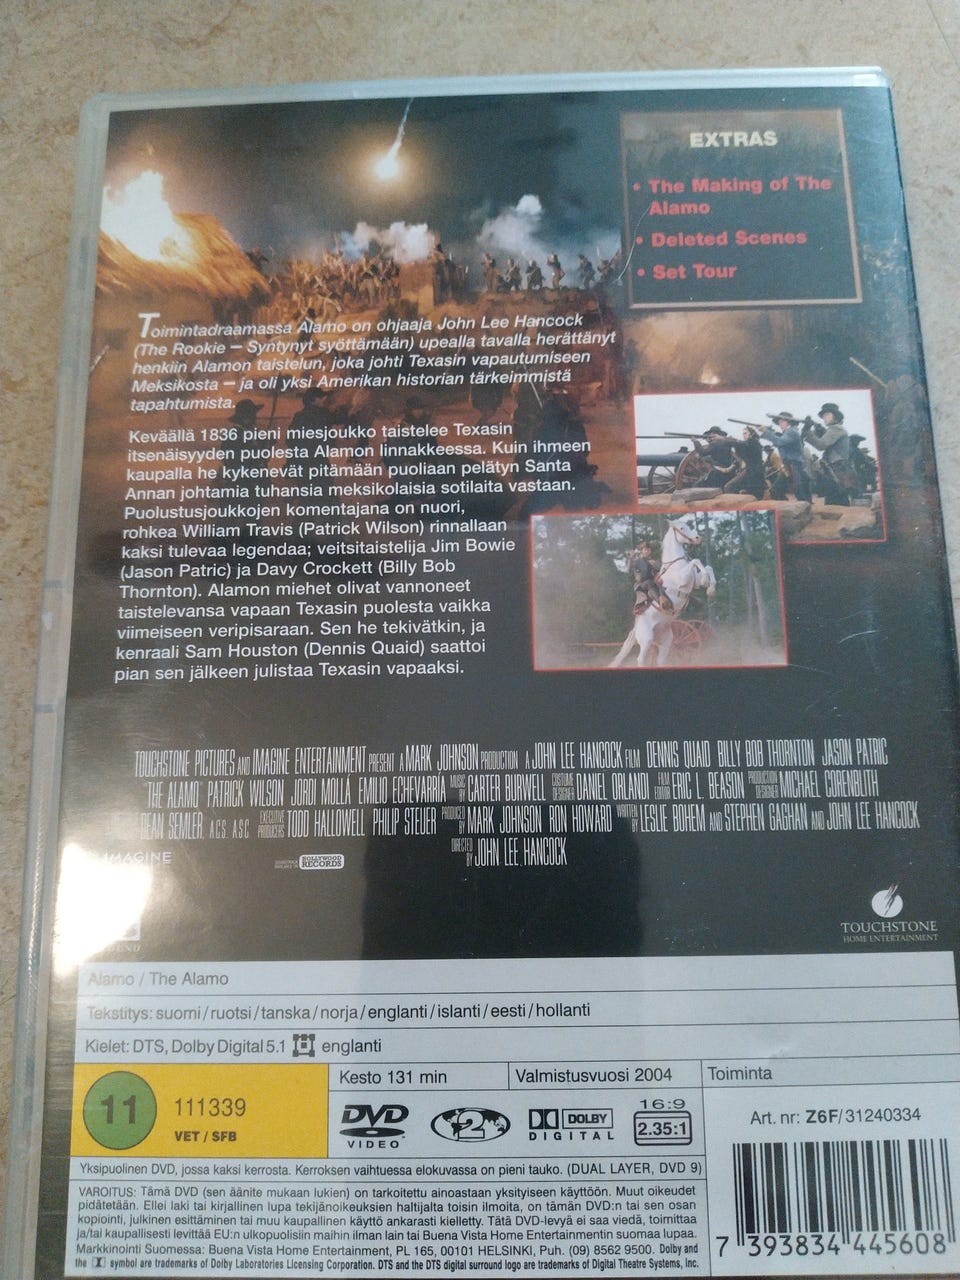 EXTRAS
• The Making of The
Alamo
• Deleted Scenes
• Set Tour
Toimintadraamassa Alamo on ohjaaja John Lee Hancock
(The Rookie – Syntynyt syöttämään) upealla tavalla herättänyt
henkiin Alamon taistelun, joka johti Texasin vapautumiseen
Meksikosta – ja oli yksi Amerikan historian tärkeimmistä
tapahtumista.
Keväällä 1836 pieni miesjoukko taistelee Texasin
itsenäisyyden puolesta Alamon linnakkeessa. Kuin ihmeen
kaupalla he kykenevät pitämään puoliaan pelätyn Santa
Annan johtamia tuhansia meksikolaisia sotilaita vastaan.
Puolustusjoukkojen komentajana on nuori,
rohkea William Travis (Patrick Wilson) rinnallaan
kaksi tulevaa legendaa; veitsitaistelija Jim Bowie
(Jason Patric) ja Davy Crockett (Billy Bob
Thornton). Alamon miehet olivat vannoneet
taistelevansa vapaan Texasin puolesta vaikka
viimeiseen veripisaraan. Sen he tekivätkin, ja
kenraali Sam Houston (Dennis Quaid) saattoi
pian sen jälkeen julistaa Texasin vapaaksi.
TOUCHSTONE PICTURES AND IMAGINE ENTERTAINMENT PRESENT A MARK JOHNSON PRODUCTION A JOHN LEE HANCOCK FILM DENNIS QUAID BILLY BOB THORNTON JASON PATRIC
"THE ALAMO" PATRICK WILSON JORDI MOLLÁ EMILIO ECHEVARRÍA MUSIC BY CARTER BURWELL COSTUME DESIGNER DANIEL ORLANDI FILM EDITOR ERIC L. BEASON PRODUCTION DESIGNER MICHAEL CORENBLITH
DEAN SEMLER, ACS, ASC EXECUTIVE PRODUCERS TODD HALLOWELL PHILIP STEUER PRODUCED BY MARK JOHNSON RON HOWARD WRITTEN BY LESLIE BOHEM AND STEPHEN GAGHAN AND JOHN LEE HANCOCK
DIRECTED BY JOHN LEE HANCOCK
IMAGINE
HOLLYWOOD
RECORDS
TOUCHSTONE
HOME ENTERTAINMENT
Alamo / The Alamo
Tekstitys: suomi/ruotsi/tanska/norja/englanti/islanti/eesti/hollanti
Kielet: DTS, Dolby Digital 5.1 englanti
11 111339
VET / SFB
Kesto 131 min
Valmistusvuosi 2004
Toiminta
DVD
VIDEO
2
DOLBY
DIGITAL
16:9
2.35:1
Art. nr: Z6F/31240334
Yksipuolinen DVD, jossa kaksi kerrosta. Kerroksen vaihtuessa elokuvassa on pieni tauko. (DUAL LAYER, DVD 9)
VAROITUS: Tämä DVD (sen äänite mukaan lukien) on tarkoitettu ainoastaan yksityiseen käyttöön. Muut oikeudet
pidätetään. Ellei laki tai kirjallinen lupa tekijänoikeuksien haltijalta toisin ilmoita, on tämän DVD:n tai sen osan
kopiointi, julkinen esittäminen tai muu kaupallinen käyttö ankarasti kielletty. Tätä DVD-levyä ei saa viedä, toimittaa
ja/tai kaupallisesti levittää EU:n ulkopuolisiin maihin ilman lain tai Buena Vista Home Entertainmentin suomaa lupaa.
Markkinointi Suomessa: Buena Vista Home Entertainment, PL 165, 00101 HELSINKI, Puh. (09) 8562 9500. Dolby and
the symbol are trademarks of Dolby Laboratories Licensing Corporation. DTS and the DTS digital surround logo are trademarks of Digital Theatre Systems, Inc.
7 393834 445608